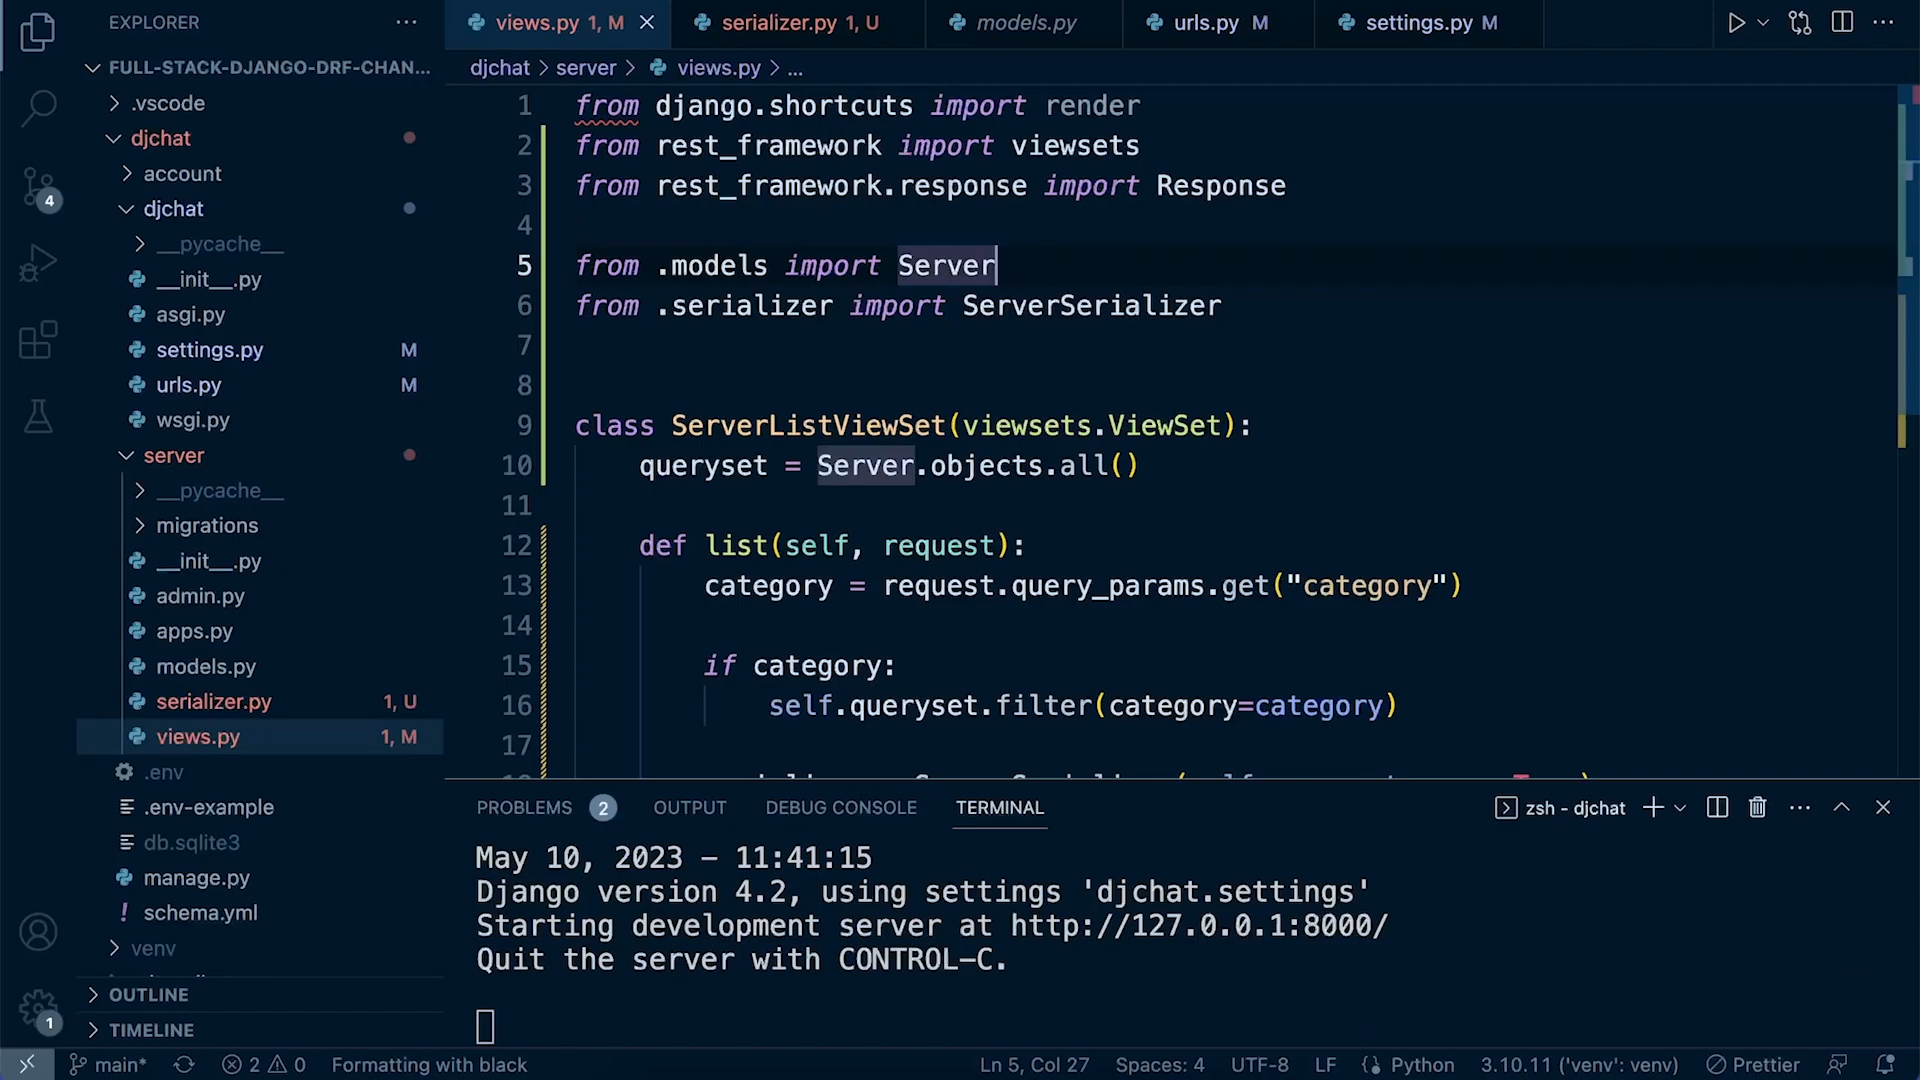 EXPLORER
FULL-STACK-DJANGO-DRF-CHAN...
.vscode
djchat
account
djchat
__pycache__
__init__.py
asgi.py
settings.py M
urls.py M
wsgi.py
server
__pycache__
migrations
__init__.py
admin.py
apps.py
models.py
serializer.py 1, U
views.py 1, M
.env
.env-example
db.sqlite3
manage.py
! schema.yml
venv
OUTLINE
TIMELINE
4
1
views.py 1, M
serializer.py 1, U
models.py
urls.py M
settings.py M
djchat > server > views.py > ...
1 from django.shortcuts import render
2 from rest_framework import viewsets
3 from rest_framework.response import Response
4
5 from .models import Server
6 from .serializer import ServerSerializer
7
8
9 class ServerListViewSet(viewsets.ViewSet):
10 queryset = Server.objects.all()
11
12 def list(self, request):
13 category = request.query_params.get("category")
14
15 if category:
16 self.queryset.filter(category=category)
17
PROBLEMS 2 OUTPUT DEBUG CONSOLE TERMINAL zsh - djchat
May 10, 2023 - 11:41:15
Django version 4.2, using settings 'djchat.settings'
Starting development server at http://127.0.0.1:8000/
Quit the server with CONTROL-C.
main* 2 0 Formatting with black Ln 5, Col 27 Spaces: 4 UTF-8 LF Python 3.10.11 ('venv': venv) Prettier